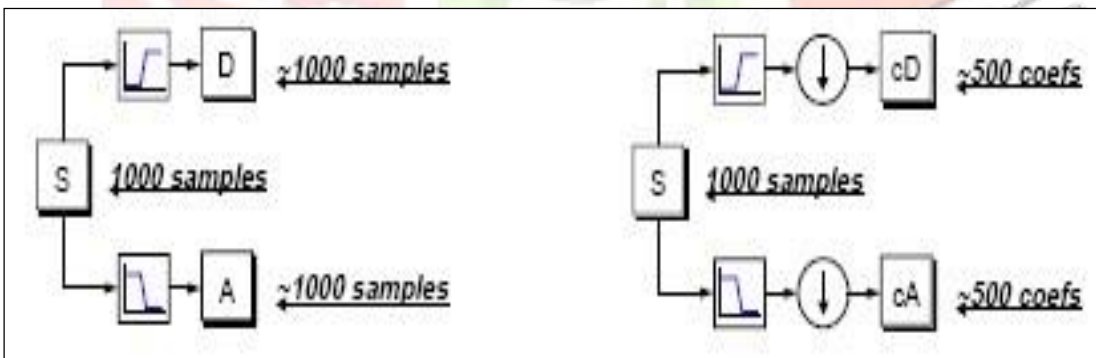 D
~1000 samples
S
1000 samples
A
~1000 samples
cD
~500 coefs
S
1000 samples
cA
~500 coefs